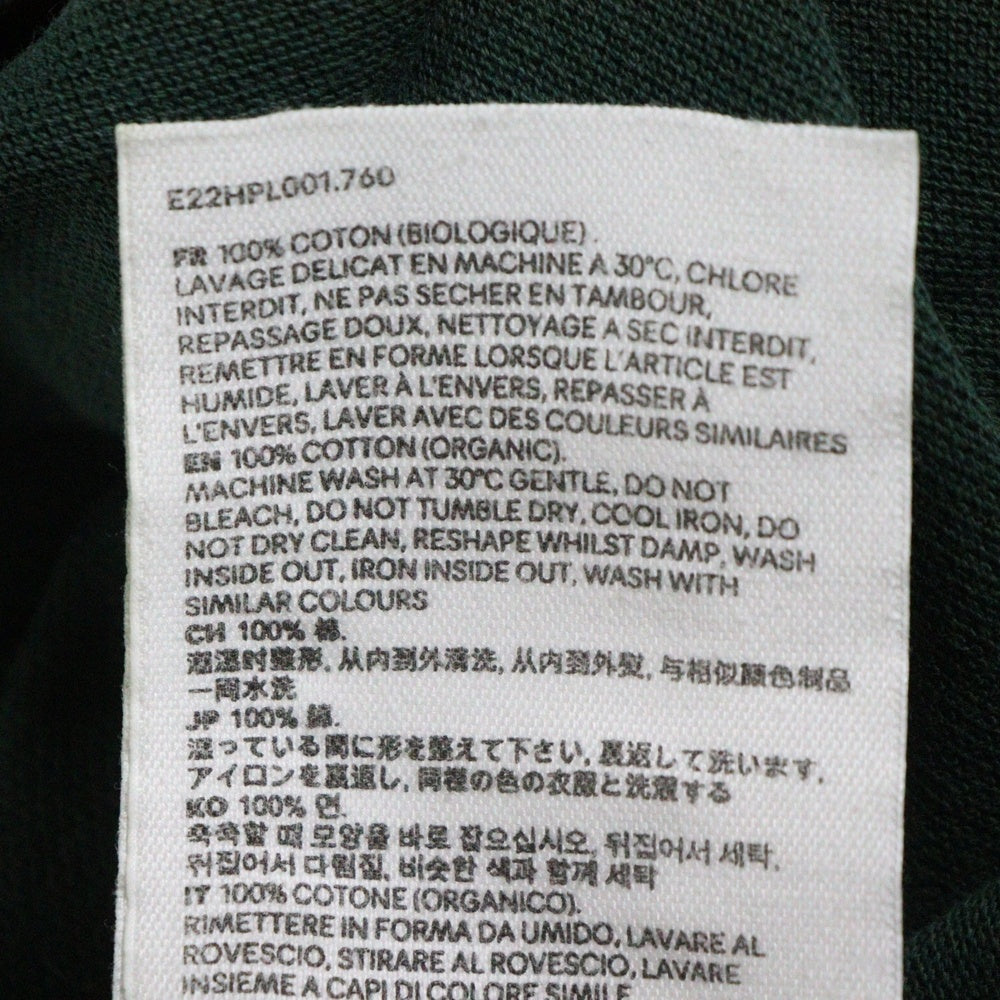 E22HPL001.760
FR 100% COTON (BIOLOGIQUE).
LAVAGE DELICAT EN MACHINE A 30°C, CHLORE
INTERDIT, NE PAS SECHER EN TAMBOUR,
REPASSAGE DOUX, NETTOYAGE A SEC INTERDIT,
REMETTRE EN FORME LORSQUE L'ARTICLE EST
HUMIDE, LAVER À L'ENVERS, REPASSER À
L'ENVERS, LAVER AVEC DES COULEURS SIMILAIRES
EN 100% COTTON (ORGANIC).
MACHINE WASH AT 30°C GENTLE, DO NOT
BLEACH, DO NOT TUMBLE DRY, COOL IRON, DO
NOT DRY CLEAN, RESHAPE WHILST DAMP, WASH
INSIDE OUT, IRON INSIDE OUT, WASH WITH
SIMILAR COLOURS
CH 100% 棉.
潮湿时整形, 从内到外清洗, 从内到外熨, 与相似颜色制品
一同水洗
JP 100% 綿.
湿っている間に形を整えて下さい, 裏返して洗います,
アイロンを裏返し, 同様の色の衣服と洗濯する
KO 100% 면.
축축할 때 모양을 바로 잡으십시오, 뒤집어서 세탁,
뒤집어서 다림질, 비슷한 색과 함께 세탁
IT 100% COTONE (ORGANICO).
RIMETTERE IN FORMA DA UMIDO, LAVARE AL
ROVESCIO, STIRARE AL ROVESCIO, LAVARE
INSIEME A CAPI DI COLORE SIMILE